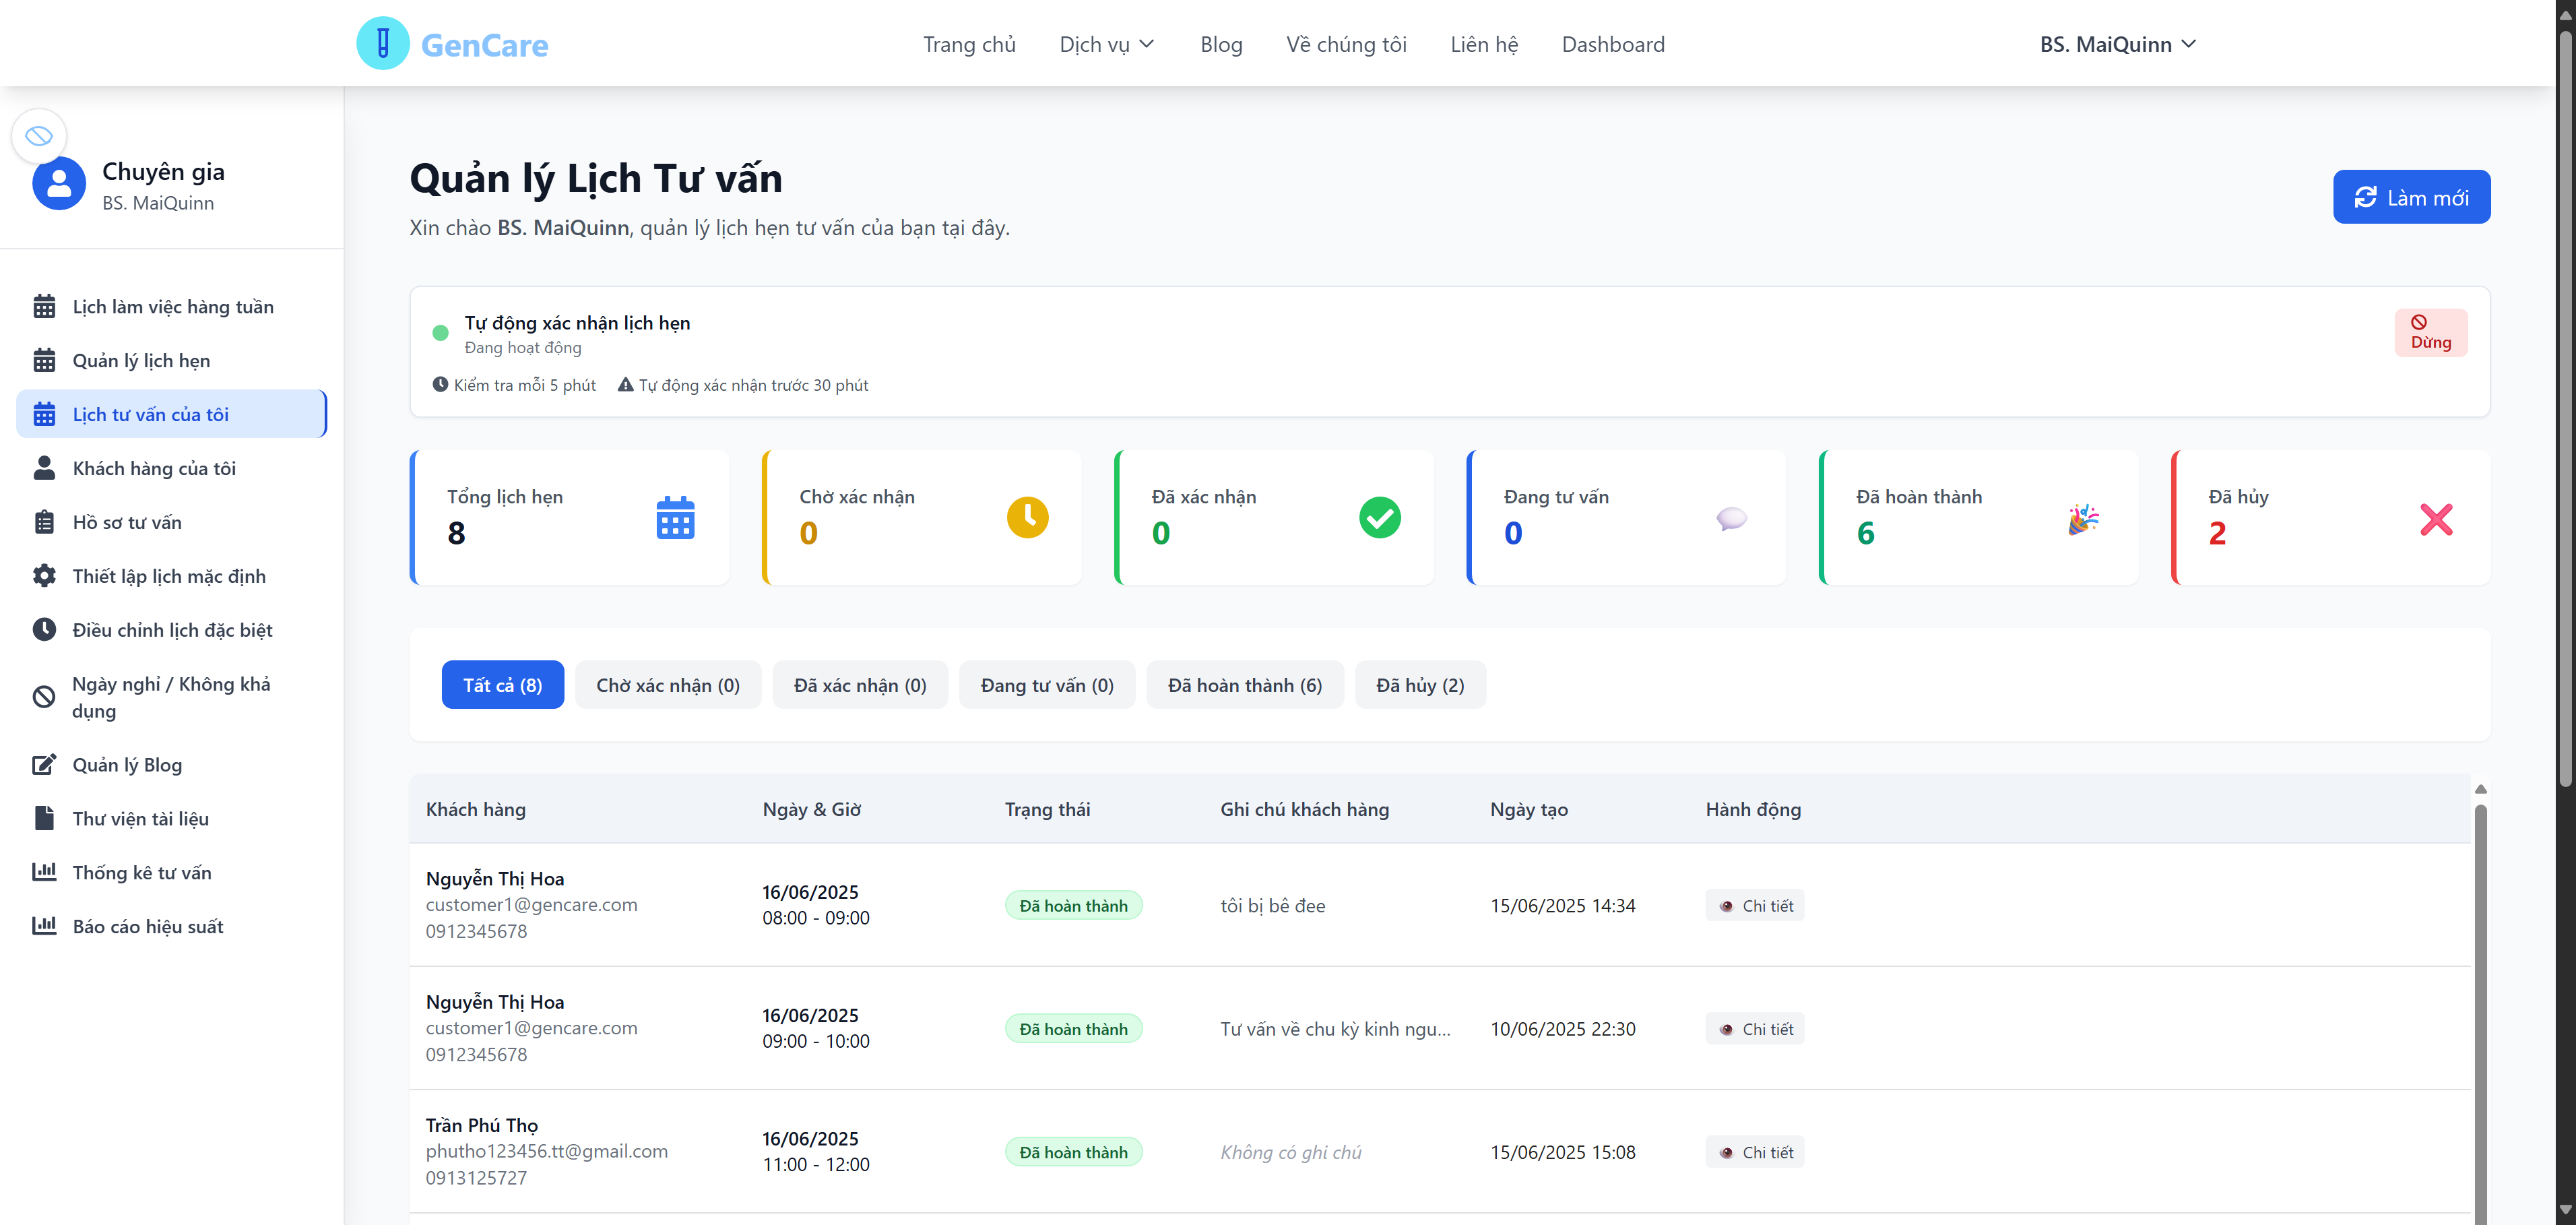 GenCare
Trang chủ
Dịch vụ
Blog
Về chúng tôi
Liên hệ
Dashboard
BS. MaiQuinn
Chuyên gia
BS. MaiQuinn
Lịch làm việc hàng tuần
Quản lý lịch hẹn
Lịch tư vấn của tôi
Khách hàng của tôi
Hồ sơ tư vấn
Thiết lập lịch mặc định
Điều chỉnh lịch đặc biệt
Ngày nghỉ / Không khả
dụng
Quản lý Blog
Thư viện tài liệu
Thống kê tư vấn
Báo cáo hiệu suất
Quản lý Lịch Tư vấn
Xin chào BS. MaiQuinn, quản lý lịch hẹn tư vấn của bạn tại đây.
Làm mới
Tự động xác nhận lịch hẹn
Đang hoạt động
Kiểm tra mỗi 5 phút
Tự động xác nhận trước 30 phút
Dừng
Tổng lịch hẹn
8
Chờ xác nhận
0
Đã xác nhận
0
Đang tư vấn
0
Đã hoàn thành
6
Đã hủy
2
Tất cả (8)
Chờ xác nhận (0)
Đã xác nhận (0)
Đang tư vấn (0)
Đã hoàn thành (6)
Đã hủy (2)
Khách hàng
Ngày & Giờ
Trạng thái
Ghi chú khách hàng
Ngày tạo
Hành động
Nguyễn Thị Hoa
customer1@gencare.com
0912345678
16/06/2025
08:00 - 09:00
Đã hoàn thành
tôi bị bê đee
15/06/2025 14:34
Chi tiết
Nguyễn Thị Hoa
customer1@gencare.com
0912345678
16/06/2025
09:00 - 10:00
Đã hoàn thành
Tư vấn về chu kỳ kinh ngu...
10/06/2025 22:30
Chi tiết
Trần Phú Thọ
phutho123456.tt@gmail.com
0913125727
16/06/2025
11:00 - 12:00
Đã hoàn thành
Không có ghi chú
15/06/2025 15:08
Chi tiết